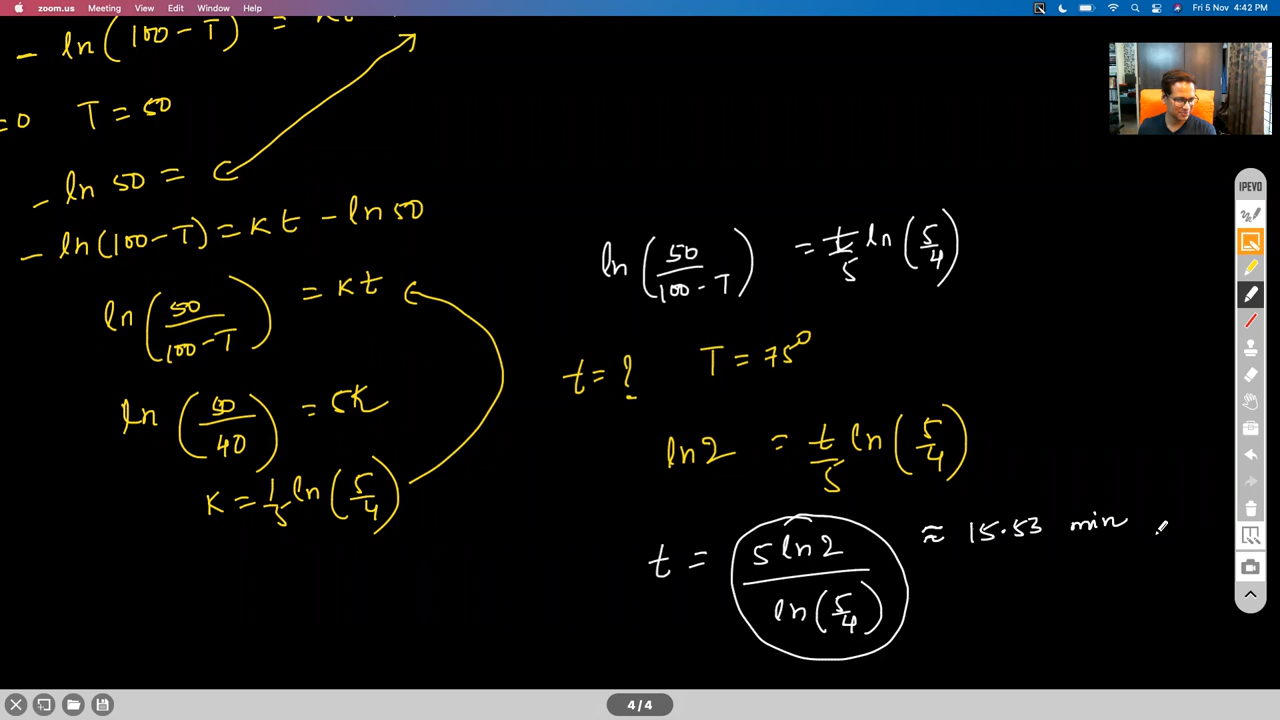 zoom.us Meeting View Edit Window Help
Fri 5 Nov 4:42 PM
- ln(100-T) =
=0 T = 50
- ln 50 =
- ln(100-T) = kt - ln 50
ln(50/(100-T)) = kt
ln(50/40) = 5k
k = 1/5 ln(5/4)
ln(50/(100-T)) = t/5 ln(5/4)
t = ? T = 75⁰
ln 2 = t/5 ln(5/4)
t = 5 ln 2 / ln(5/4) ≈ 15.53 min
IPEVO
4/4